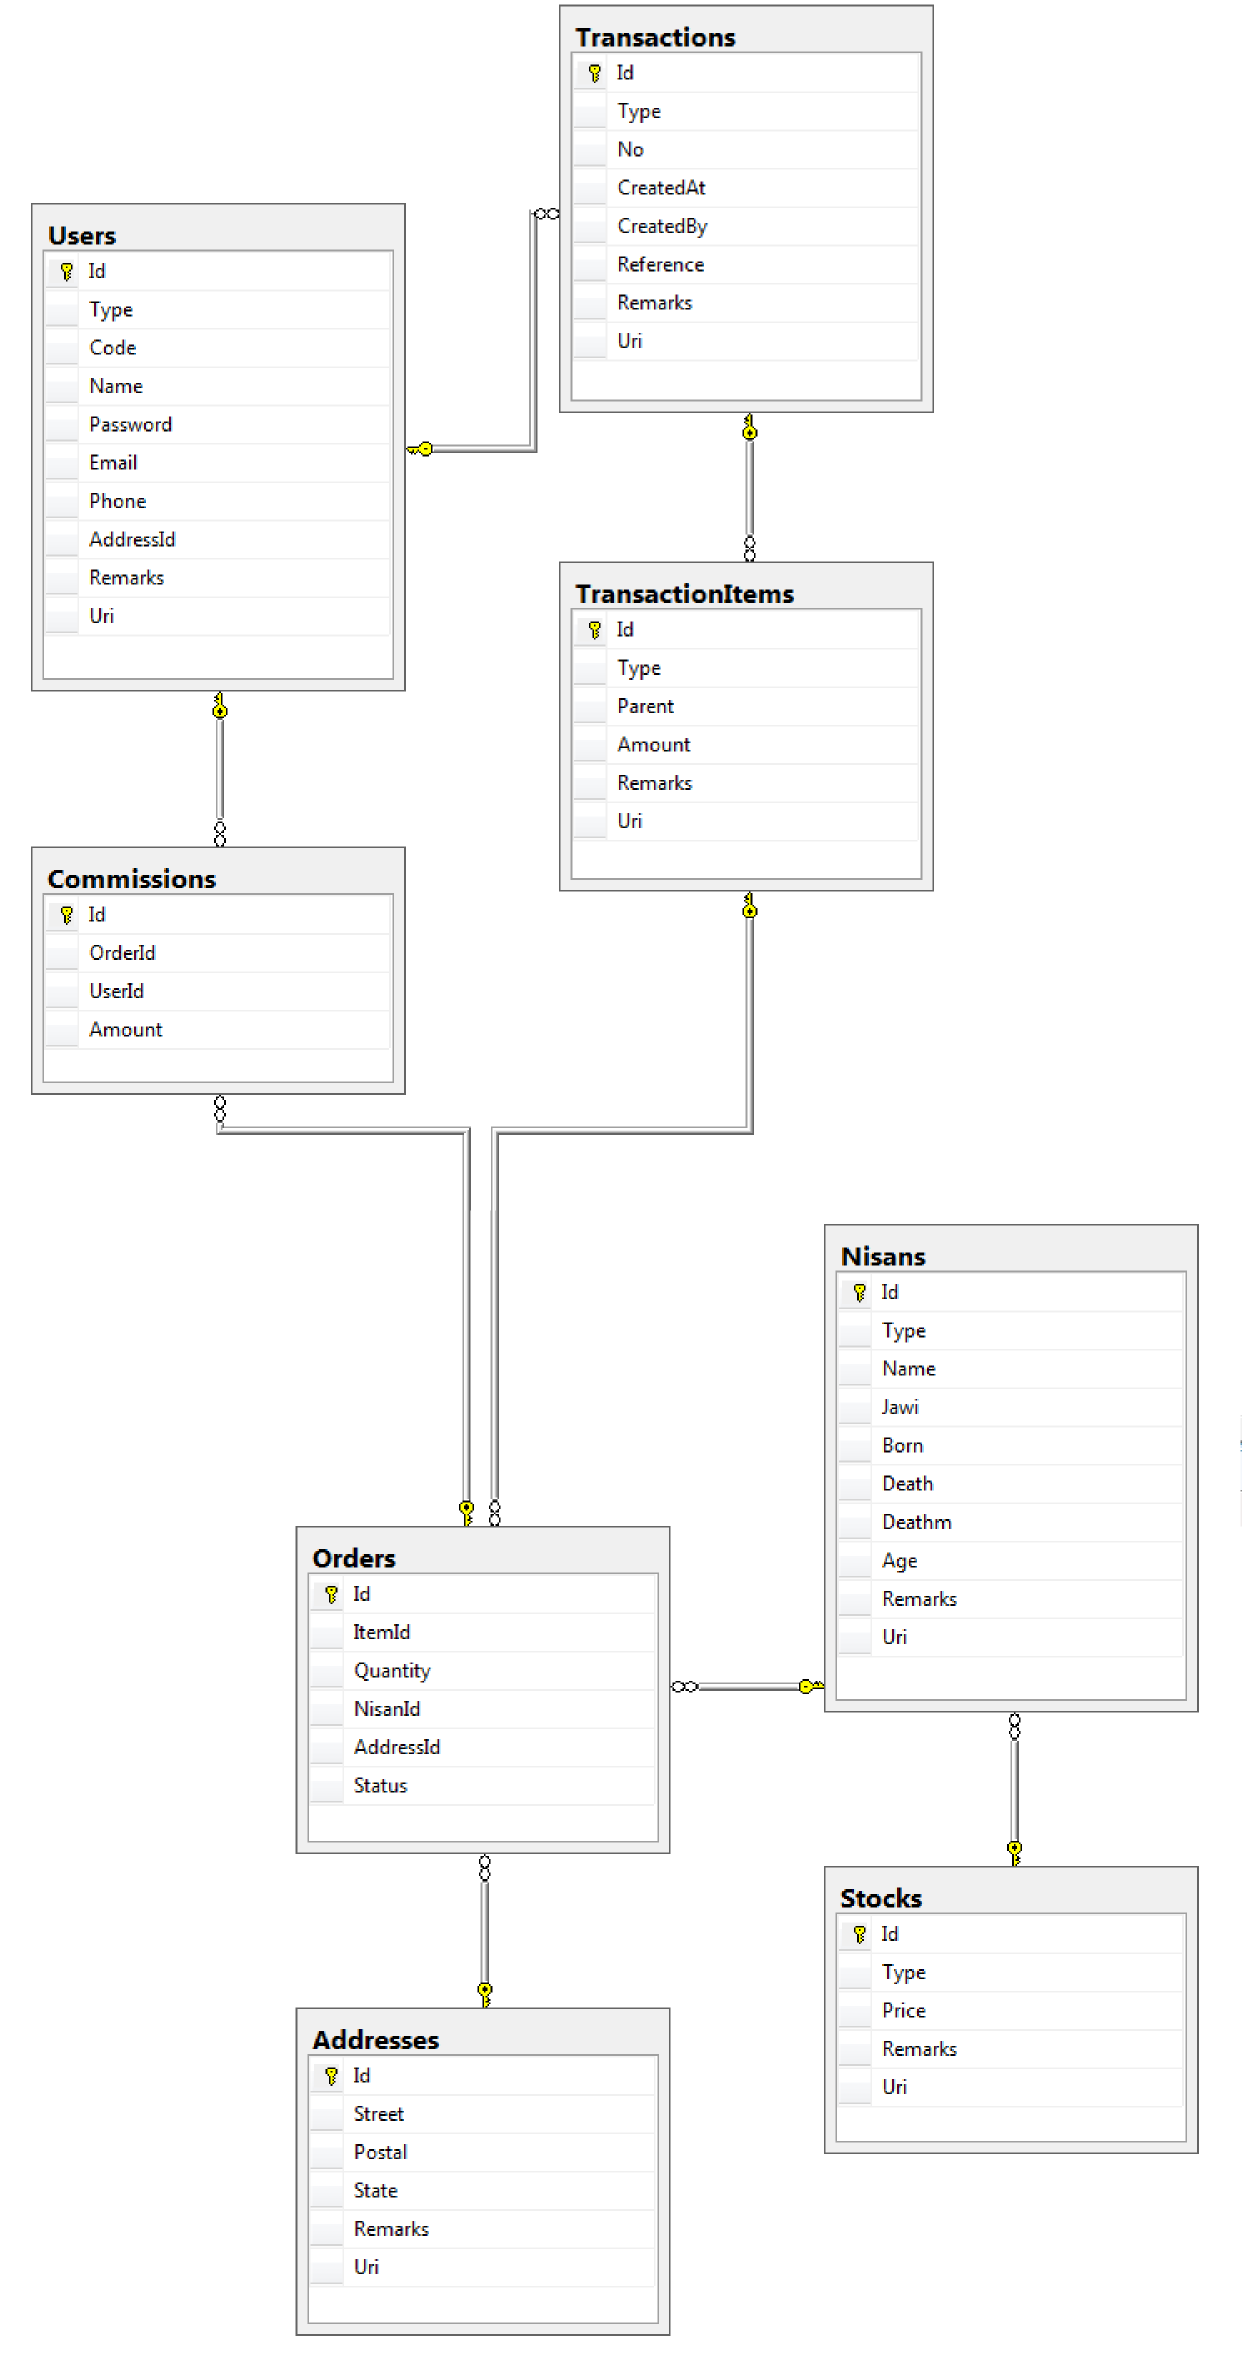 Transactions
Id
Type
No
CreatedAt
CreatedBy
Reference
Remarks
Uri
Users
Id
Type
Code
Name
Password
Email
Phone
AddressId
Remarks
Uri
TransactionItems
Id
Type
Parent
Amount
Remarks
Uri
Commissions
Id
OrderId
UserId
Amount
Nisans
Id
Type
Name
Jawi
Born
Death
Deathm
Age
Remarks
Uri
Orders
Id
ItemId
Quantity
NisanId
AddressId
Status
Stocks
Id
Type
Price
Remarks
Uri
Addresses
Id
Street
Postal
State
Remarks
Uri